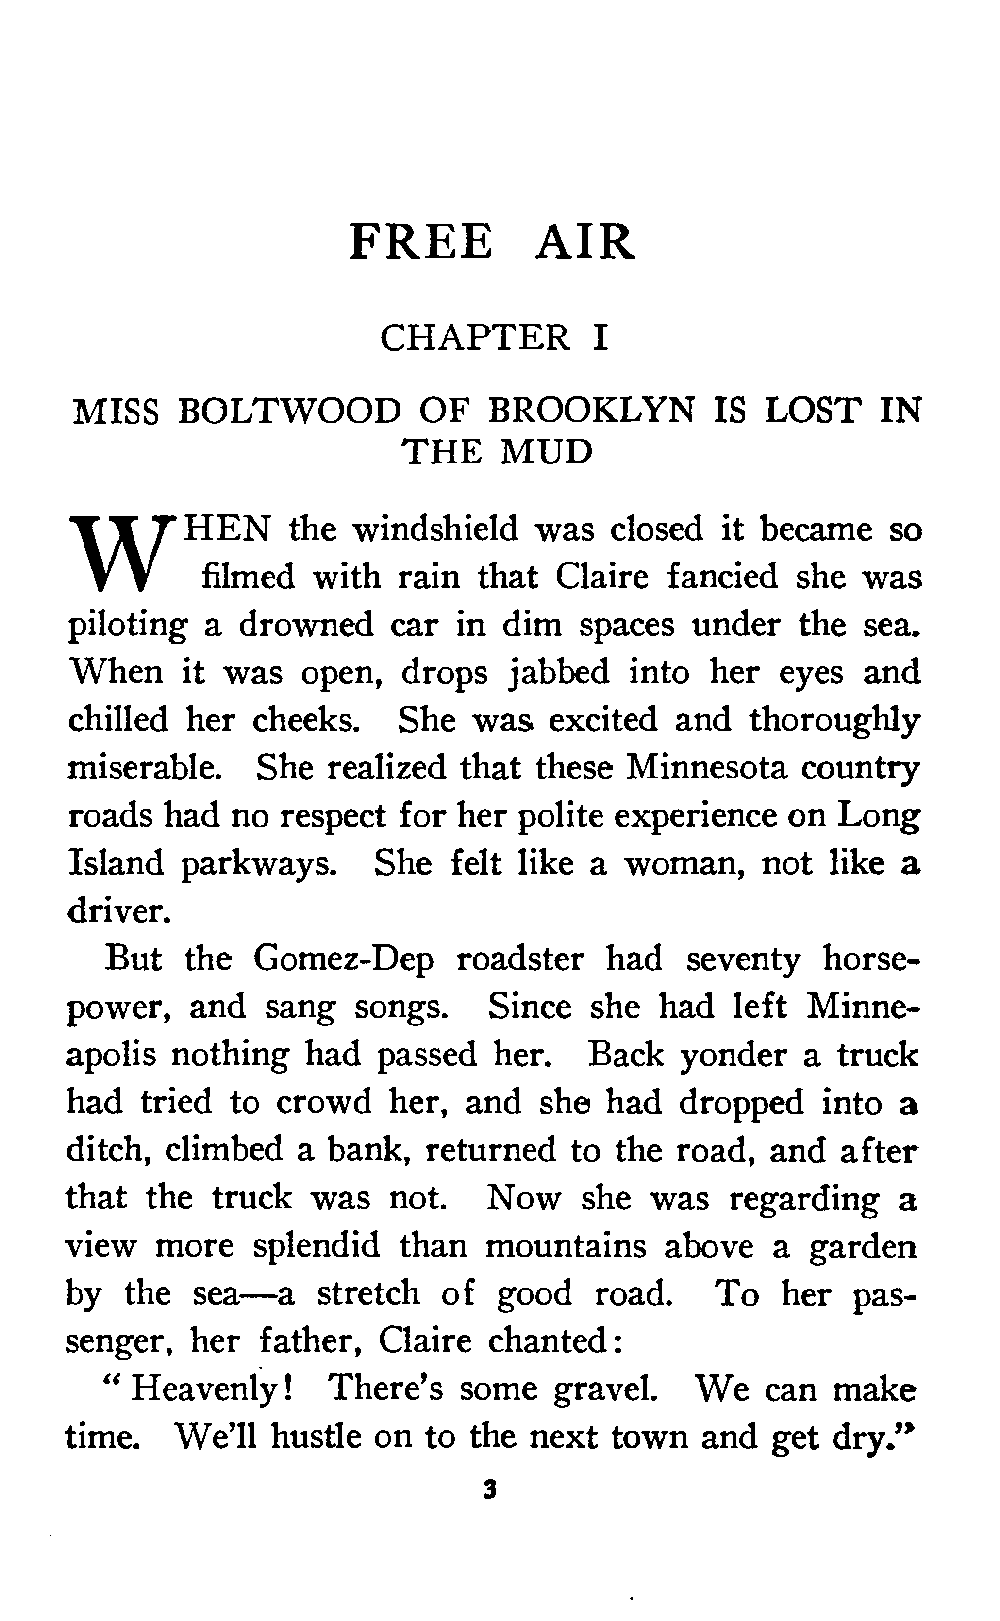 FREE AIR
CHAPTER I
MISS BOLTWOOD OF BROOKLYN IS LOST IN
THE MUD
WHEN the windshield was closed it became so
filmed with rain that Claire fancied she was
piloting a drowned car in dim spaces under the sea.
When it was open, drops jabbed into her eyes and
chilled her cheeks. She was excited and thoroughly
miserable. She realized that these Minnesota country
roads had no respect for her polite experience on Long
Island parkways. She felt like a woman, not like a
driver.
But the Gomez-Dep roadster had seventy horse-
power, and sang songs. Since she had left Minne-
apolis nothing had passed her. Back yonder a truck
had tried to crowd her, and she had dropped into a
ditch, climbed a bank, returned to the road, and after
that the truck was not. Now she was regarding a
view more splendid than mountains above a garden
by the sea—a stretch of good road. To her pas-
senger, her father, Claire chanted:
“ Heavenly! There's some gravel. We can make
time. We'll hustle on to the next town and get dry.”
3